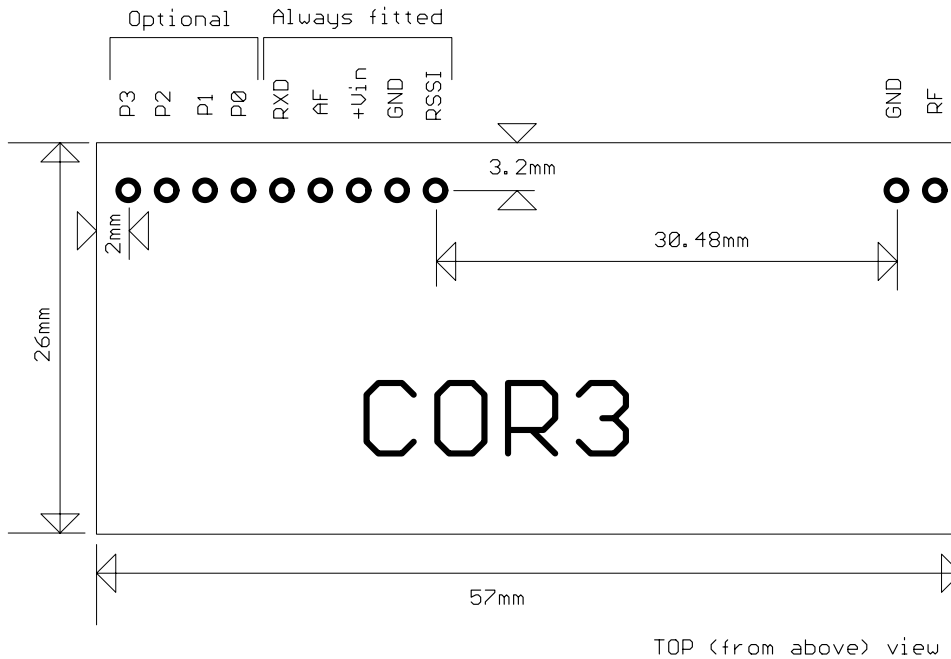 Optional Always fitted
P3 P2 P1 P0 RXD AF +Vin GND RSSI GND RF
3.2mm
2mm
30.48mm
26mm
COR3
57mm
TOP (from above) view